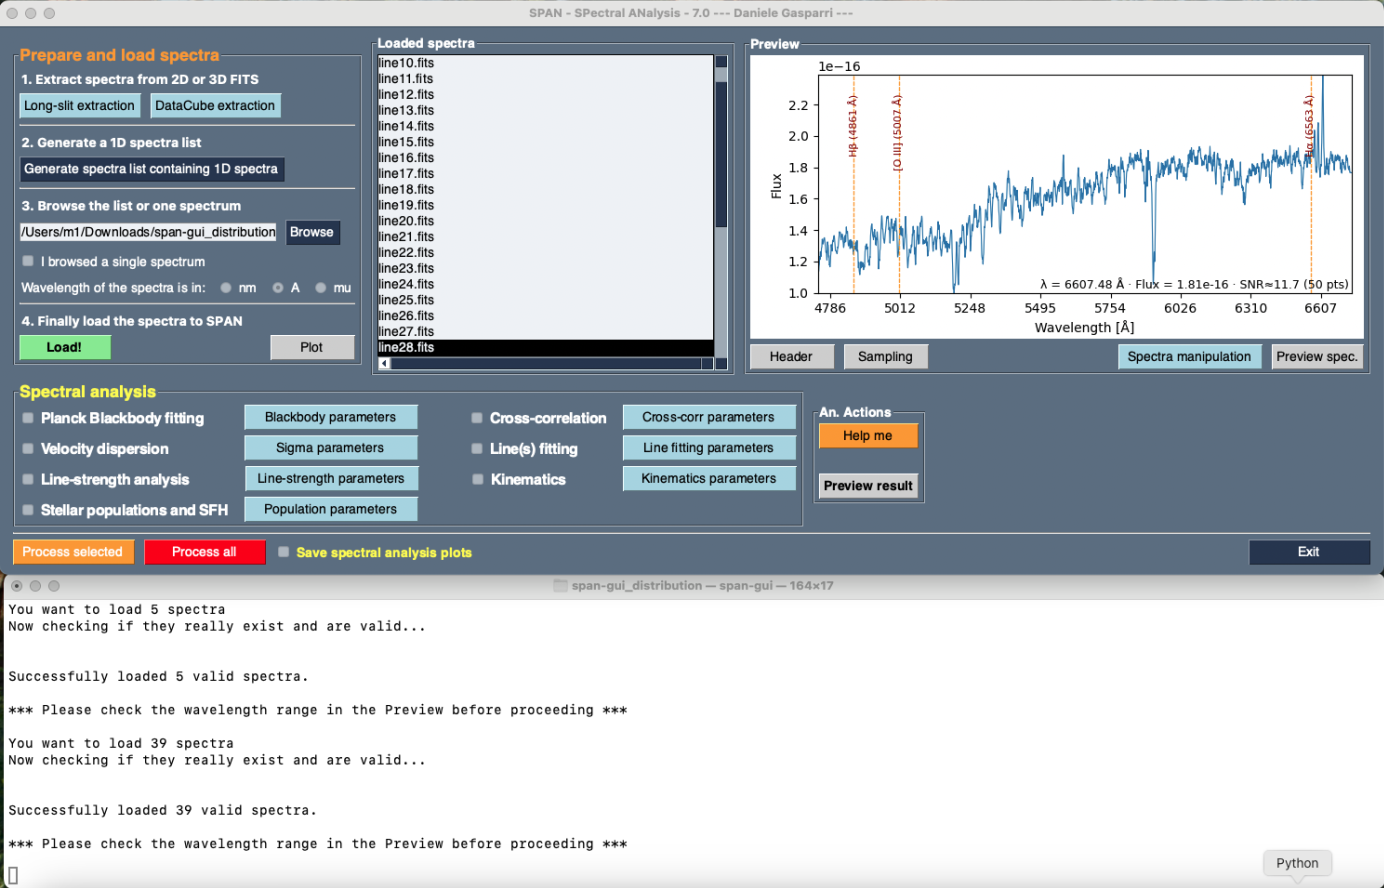 SPAN - SPectral ANalysis - 7.0 --- Daniele Gasparri ---
Prepare and load spectra
1. Extract spectra from 2D or 3D FITS
Long-slit extraction
DataCube extraction
2. Generate a 1D spectra list
Generate spectra list containing 1D spectra
3. Browse the list or one spectrum
/Users/m1/Downloads/span-gui_distribution
Browse
I browsed a single spectrum
Wavelength of the spectra is in: nm A mu
4. Finally load the spectra to SPAN
Load!
Plot
Loaded spectra
line10.fits
line11.fits
line12.fits
line13.fits
line14.fits
line15.fits
line16.fits
line17.fits
line18.fits
line19.fits
line20.fits
line21.fits
line22.fits
line23.fits
line24.fits
line25.fits
line26.fits
line27.fits
line28.fits
Preview
1e−16
2.2
2.0
1.8
1.6
1.4
1.2
1.0
Flux
Hβ (4861 Å)
[O III] (5007 Å)
Hα (6563 Å)
λ = 6607.48 Å · Flux = 1.81e-16 · SNR≈11.7 (50 pts)
4786 5012 5248 5495 5754 6026 6310 6607
Wavelength [Å]
Header
Sampling
Spectra manipulation
Preview spec.
Spectral analysis
Planck Blackbody fitting
Blackbody parameters
Cross-correlation
Cross-corr parameters
Velocity dispersion
Sigma parameters
Line(s) fitting
Line fitting parameters
Line-strength analysis
Line-strength parameters
Kinematics
Kinematics parameters
Stellar populations and SFH
Population parameters
An. Actions
Help me
Preview result
Process selected
Process all
Save spectral analysis plots
Exit
span-gui_distribution — span-gui — 164×17
You want to load 5 spectra
Now checking if they really exist and are valid...
Successfully loaded 5 valid spectra.
*** Please check the wavelength range in the Preview before proceeding ***
You want to load 39 spectra
Now checking if they really exist and are valid...
Successfully loaded 39 valid spectra.
*** Please check the wavelength range in the Preview before proceeding ***
Python